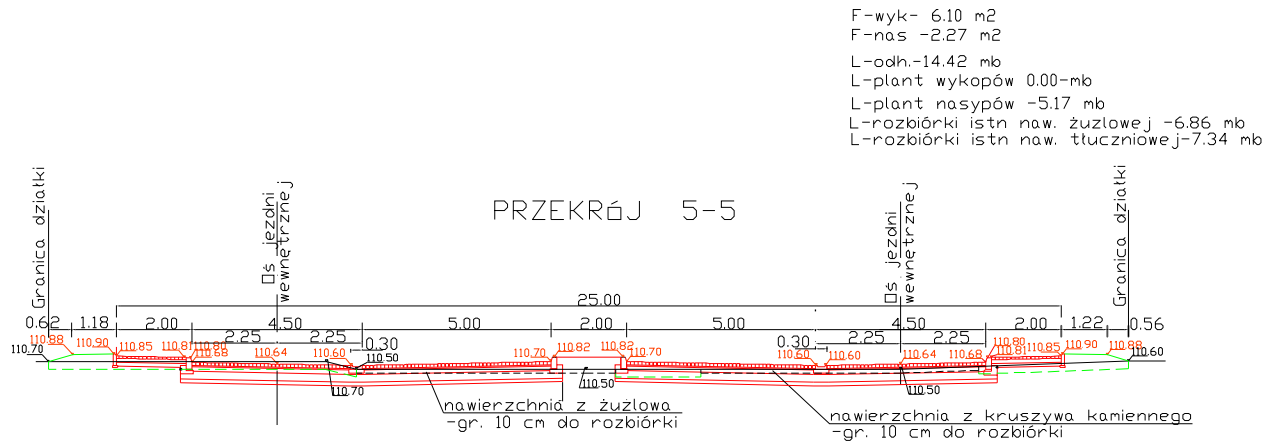 F-wyk- 6.10 m2
F-nas -2.27 m2
L-odh.-14.42 mb
L-plant wykopów 0.00-mb
L-plant nasypów -5.17 mb
L-rozbiórki istn naw. żużlowej -6.86 mb
L-rozbiórki istn naw. tłuczniowej-7.34 mb
Granica działki
□ś jezdni
wewnętrznej
PRZEKRóJ 5-5
□ś jezdni
wewnętrznej
Granica działki
25.00
0.62 1.18 2.00 4.50 5.00 2.00 5.00 4.50 2.00 1.22 0.56
2.25 2.25 0.30 0.30 2.25 2.25
110.88 110.90 110.85 110.81 110.80 110.68 110.64 110.60 110.50 110.70 110.82 110.82 110.70 110.60 110.60 110.64 110.68 110.80 110.81 110.85 110.90 110.88
110.70 110.60
110.70 110.50 110.50
nawierzchnia z żużlowa
-gr. 10 cm do rozbiórki
nawierzchnia z kruszywa kamiennego
-gr. 10 cm do rozbiórki